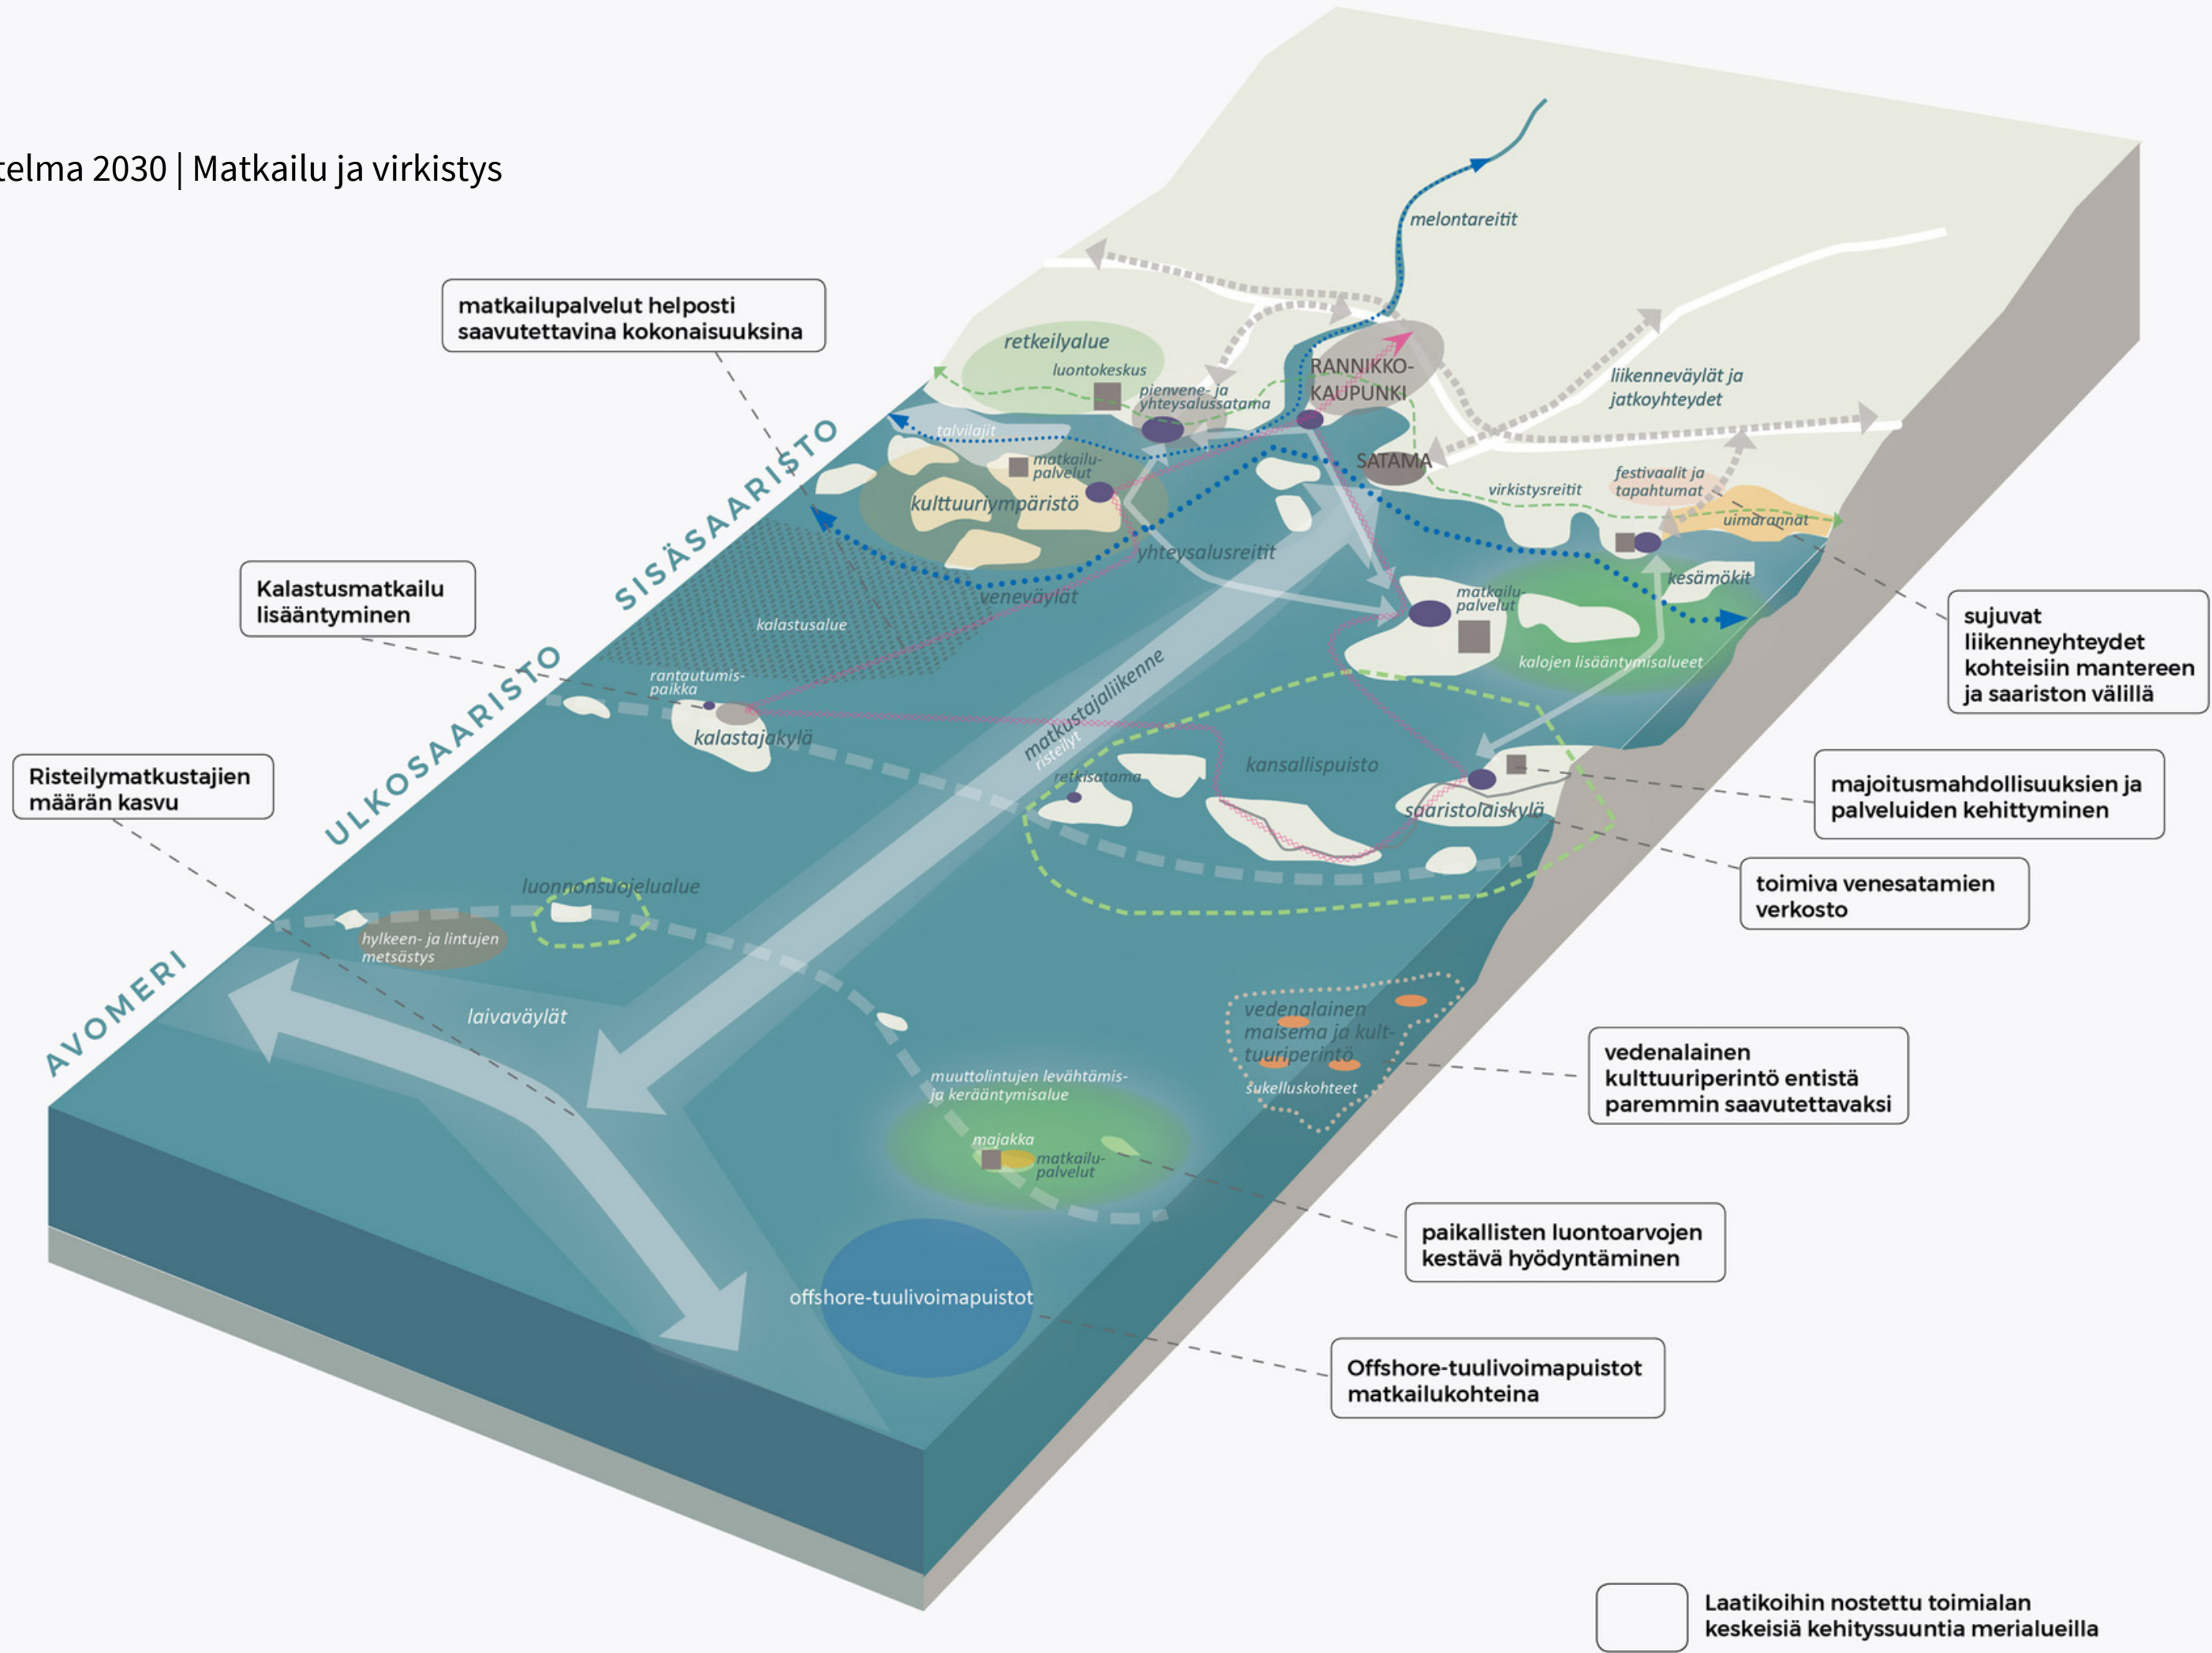 telma 2030 | Matkailu ja virkistys
melontareitit
matkailupalvelut helposti
saavutettavina kokonaisuuksina
retkeilyalue
luontokeskus
pienvene- ja
yhteysalussatama
RANNIKKO-
KAUPUNKI
liikenneväylät ja
jatkoyhteydet
talvilajit
matkailu-
palvelut
kulttuuriympäristö
SATAMA
festivaalit ja
tapahtumat
virkistysreitit
uimarannat
SISÄSAARISTO
yhteysalusreitit
veneväylät
kesämökit
kalastusalue
matkailu-
palvelut
kalojen lisääntymisalueet
Kalastusmatkailu
lisääntyminen
sujuvat
liikenneyhteydet
kohteisiin mantereen
ja saariston välillä
rantautumis-
paikka
kalastajakylä
matkustajaliikenne
risteilyt
ULKOSAARISTO
retkisatama
kansallispuisto
saaristolaiskylä
Risteilymatkustajien
määrän kasvu
majoitusmahdollisuuksien ja
palveluiden kehittyminen
toimiva venesatamien
verkosto
luonnonsuojelualue
hylkeen- ja lintujen
metsästys
AVOMERI
laivaväylät
vedenalainen
maisema ja kult-
tuuriperintö
sukelluskohteet
vedenalainen
kulttuuriperintö entistä
paremmin saavutettavaksi
muuttolintujen levähtämis-
ja kerääntymisalue
majakka
matkailu-
palvelut
paikallisten luontoarvojen
kestävä hyödyntäminen
offshore-tuulivoimapuistot
Offshore-tuulivoimapuistot
matkailukohteina
Laatikoihin nostettu toimialan
keskeisiä kehityssuuntia merialueilla